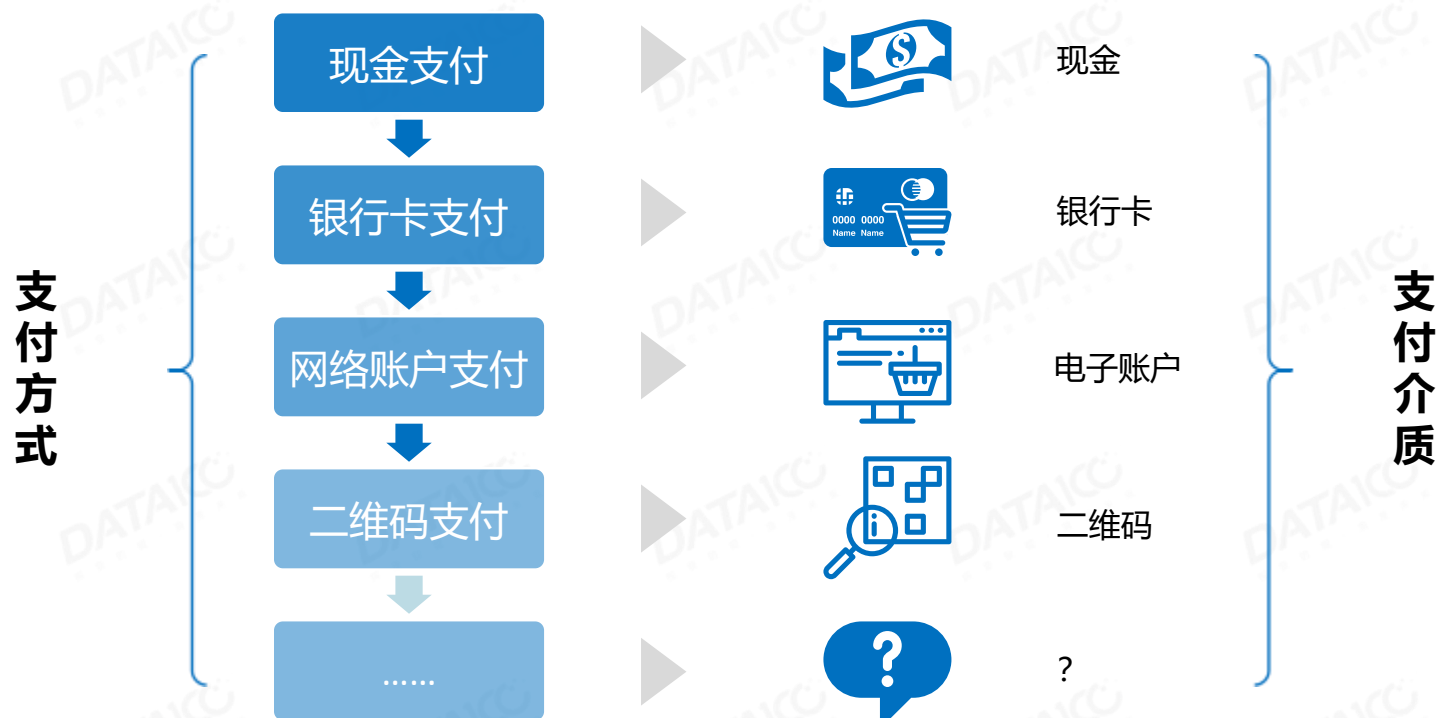 支付方式
现金支付
现金
银行卡支付
0000 0000
Name Name
银行卡
网络账户支付
电子账户
二维码支付
i
二维码
……
?
?
支付介质
DATAICO